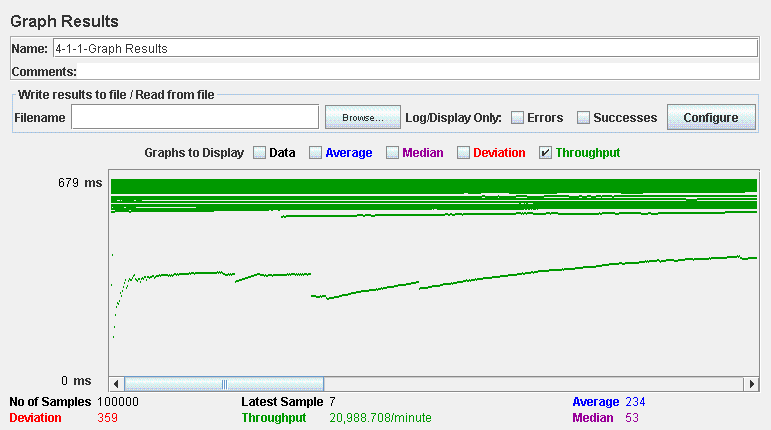 Graph Results
Name: 4-1-1-Graph Results
Comments:
Write results to file / Read from file
Filename Browse... Log/Display Only: Errors Successes Configure
Graphs to Display Data Average Median Deviation Throughput
679 ms
0 ms
No of Samples 100000 Latest Sample 7 Average 234
Deviation 359 Throughput 20,988.708/minute Median 53